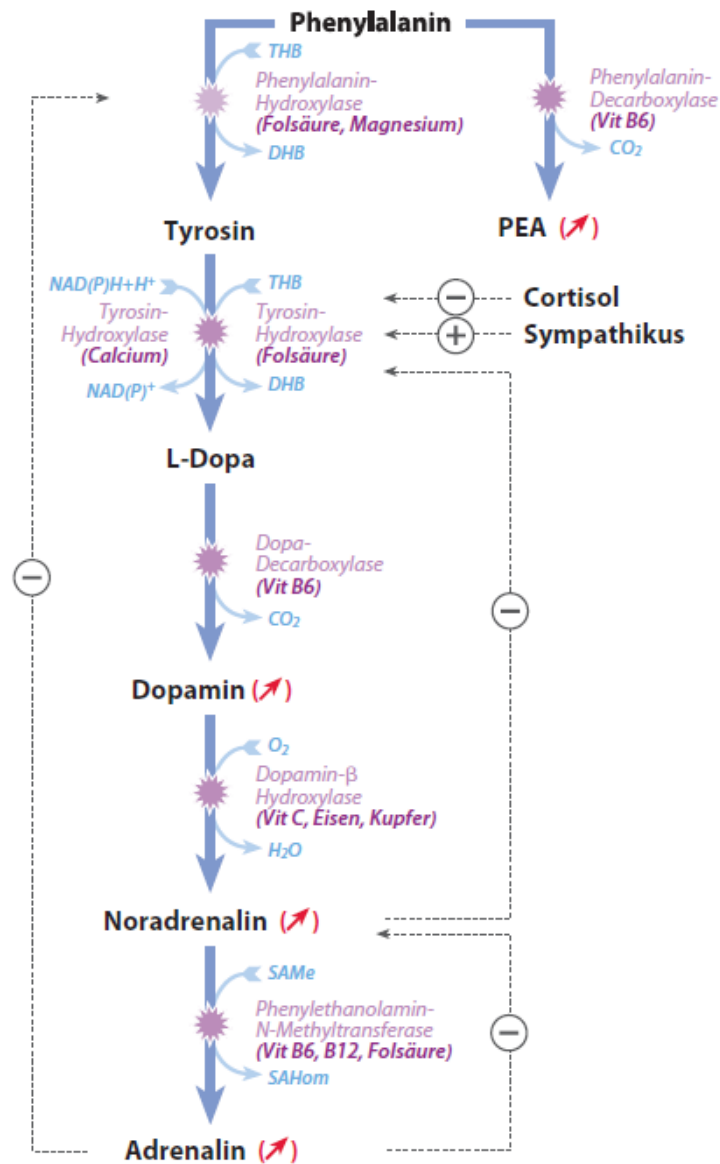 Phenylalanin
THB
Phenylalanin-
Hydroxylase
(Folsäure, Magnesium)
DHB
Phenylalanin-
Decarboxylase
(Vit B6)
CO₂
Tyrosin
PEA (↗)
NAD(P)H+H⁺
THB
Tyrosin-
Hydroxylase
(Calcium)
Tyrosin-
Hydroxylase
(Folsäure)
NAD(P)⁺
DHB
− Cortisol
+ Sympathikus
L-Dopa
Dopa-
Decarboxylase
(Vit B6)
CO₂
−
−
Dopamin (↗)
O₂
Dopamin-β
Hydroxylase
(Vit C, Eisen, Kupfer)
H₂O
Noradrenalin (↗)
SAMe
Phenylethanolamin-
N-Methyltransferase
(Vit B6, B12, Folsäure)
SAHom
−
Adrenalin (↗)